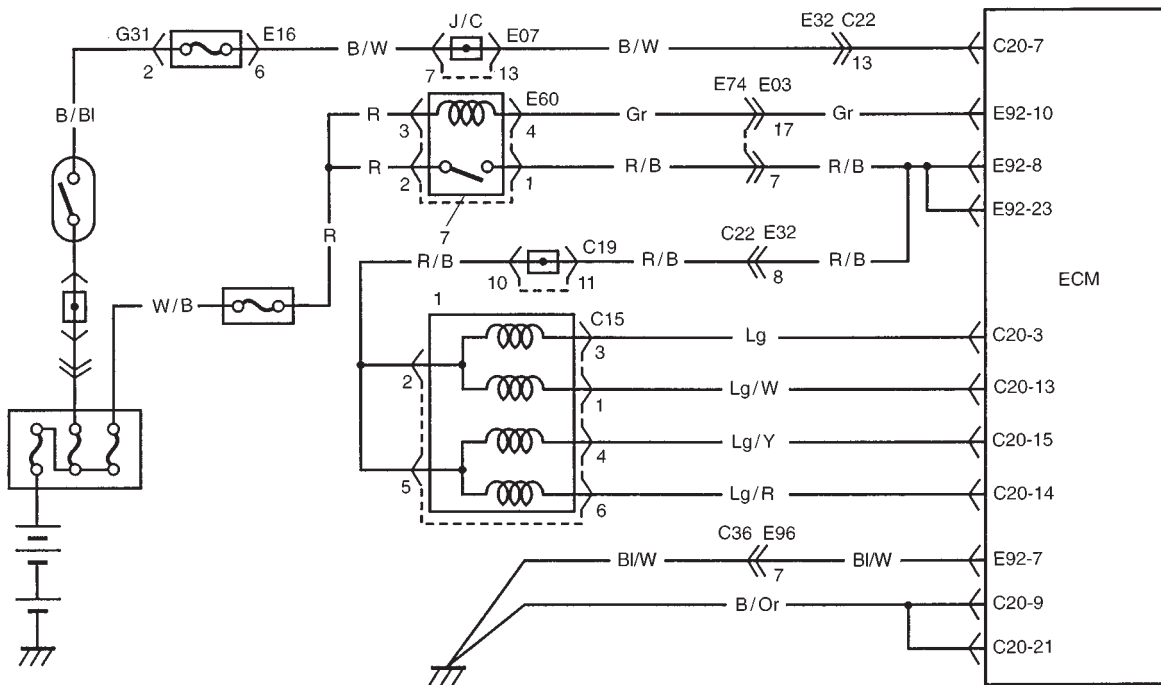 G31 E16 B/W J/C E07 B/W E32 C22 C20-7
2 6 7 13 13
B/Bl
E74 E03
R E60 Gr Gr E92-10
3 4 17
R R/B R/B E92-8
2 1 7
E92-23
R 7
C22 E32
R/B C19 R/B R/B
10 11 8
ECM
W/B
1
C15 Lg C20-3
3
2 Lg/W C20-13
1
Lg/Y C20-15
4
5 Lg/R C20-14
6
C36 E96
Bl/W Bl/W E92-7
7
B/Or C20-9
C20-21